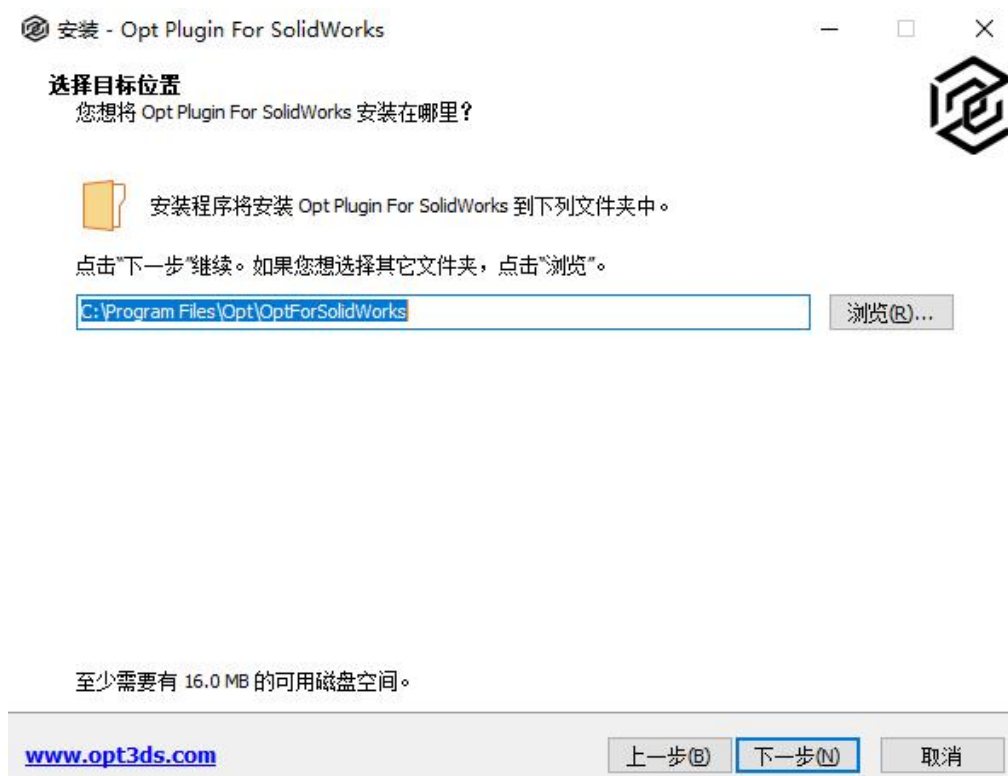 安装 - Opt Plugin For SolidWorks
选择目标位置
您想将 Opt Plugin For SolidWorks 安装在哪里？
安装程序将安装 Opt Plugin For SolidWorks 到下列文件夹中。
点击“下一步”继续。如果您想选择其它文件夹，点击“浏览”。
C:\Program Files\Opt\OptForSolidWorks
浏览(R)...
至少需要有 16.0 MB 的可用磁盘空间。
www.opt3ds.com
上一步(B)
下一步(N)
取消